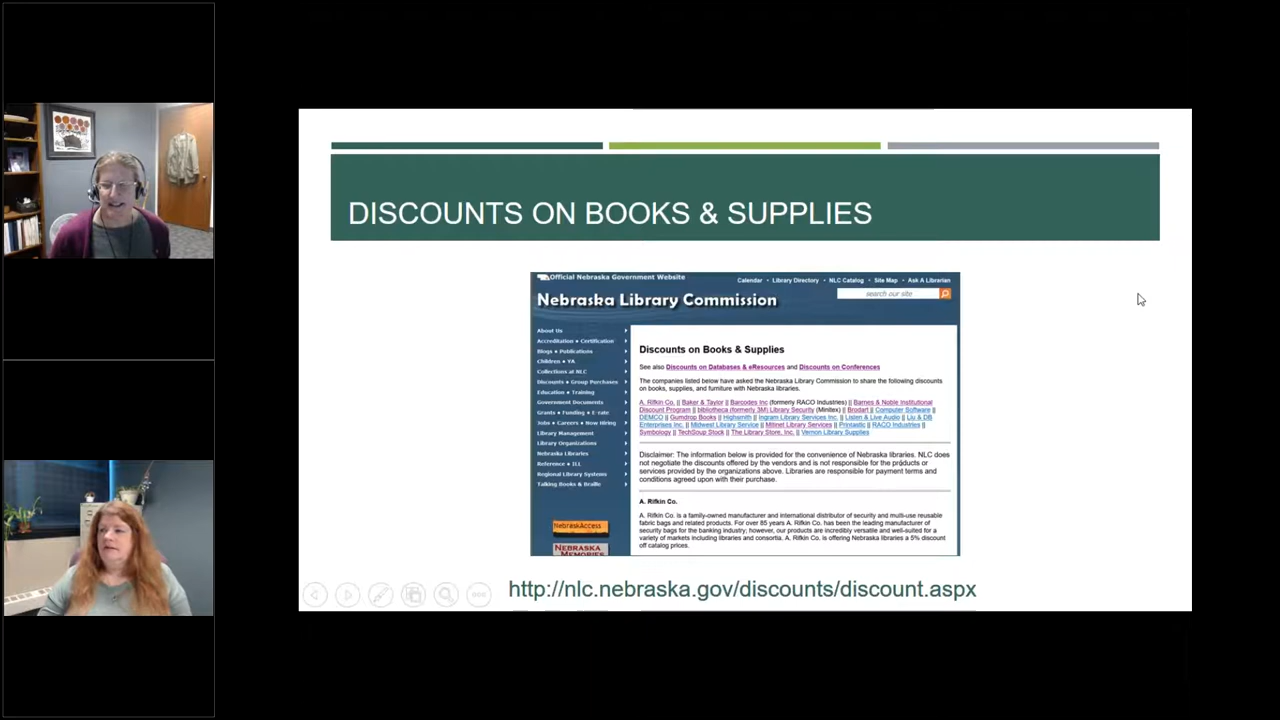 DISCOUNTS ON BOOKS & SUPPLIES
Official Nebraska Government Website
Calendar • Library Directory • NLC Catalog • Site Map • Ask A Librarian
Nebraska Library Commission
search our site
About Us
Accreditation • Certification
Blogs • Publications
Children • YA
Collections at NLC
Discounts • Group Purchases
Education • Training
Government Documents
Grants • Funding • E-rate
Jobs • Careers • Now Hiring
Library Management
Library Organizations
Nebraska Libraries
Reference • ILL
Regional Library Systems
Talking Books & Braille
NebraskAccess
NEBRASKA
MEMORIES
Discounts on Books & Supplies
See also Discounts on Databases & eResources and Discounts on Conferences
The companies listed below have asked the Nebraska Library Commission to share the following discounts
on books, supplies, and furniture with Nebraska libraries.
A. Rifkin Co. || Baker & Taylor || Barcodes Inc (formerly RACO Industries) || Barnes & Noble Institutional
Discount Program || bibliotheca (formerly 3M) Library Security (Minitex) || Brodart || Computer Software ||
DEMCO || Gumdrop Books || Highsmith || Ingram Library Services Inc. || Listen & Live Audio || Liu & DB
Enterprises Inc. || Midwest Library Service || Mitinet Library Services || Printastic || RACO Industries ||
Symbology || TechSoup Stock || The Library Store, Inc. || Vernon Library Supplies
Disclaimer: The information below is provided for the convenience of Nebraska libraries. NLC does
not negotiate the discounts offered by the vendors and is not responsible for the products or
services provided by the organizations above. Libraries are responsible for payment terms and
conditions agreed upon with their purchase.
A. Rifkin Co.
A. Rifkin Co. is a family-owned manufacturer and international distributor of security and multi-use reusable
fabric bags and related products. For over 85 years A. Rifkin Co. has been the leading manufacturer of
security bags for the banking industry; however, our products are incredibly versatile and well-suited for a
variety of markets including libraries and consortia. A. Rifkin Co. is offering Nebraska libraries a 5% discount
off catalog prices.
http://nlc.nebraska.gov/discounts/discount.aspx